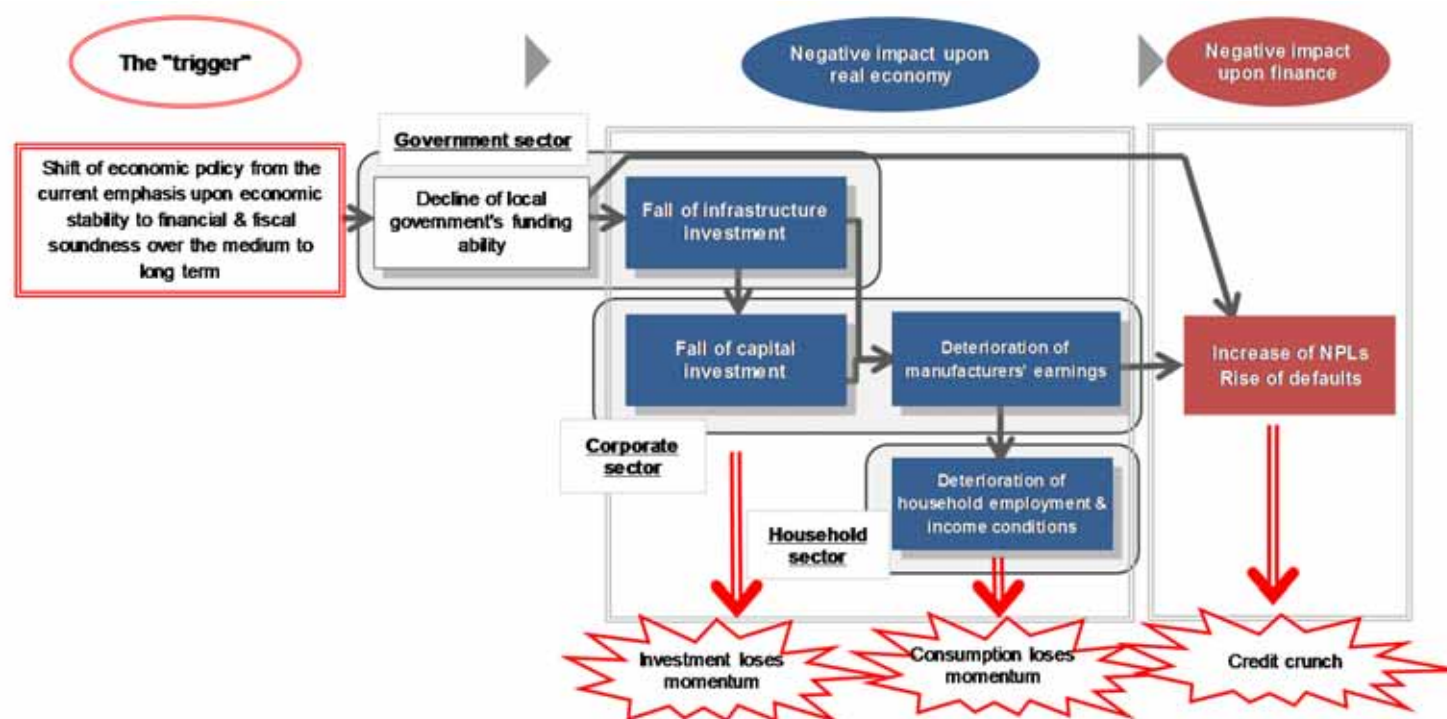 The "trigger"
Negative impact upon
real economy
Negative impact
upon finance
Government sector
Shift of economic policy from the
current emphasis upon economic
stability to financial & fiscal
soundness over the medium to
long term
Decline of local
government's funding
ability
Fall of infrastructure
investment
Fall of capital
investment
Deterioration of
manufacturers' earnings
Increase of NPLs
Rise of defaults
Corporate
sector
Deterioration of
household employment &
income conditions
Household
sector
Investment loses
momentum
Consumption loses
momentum
Credit crunch